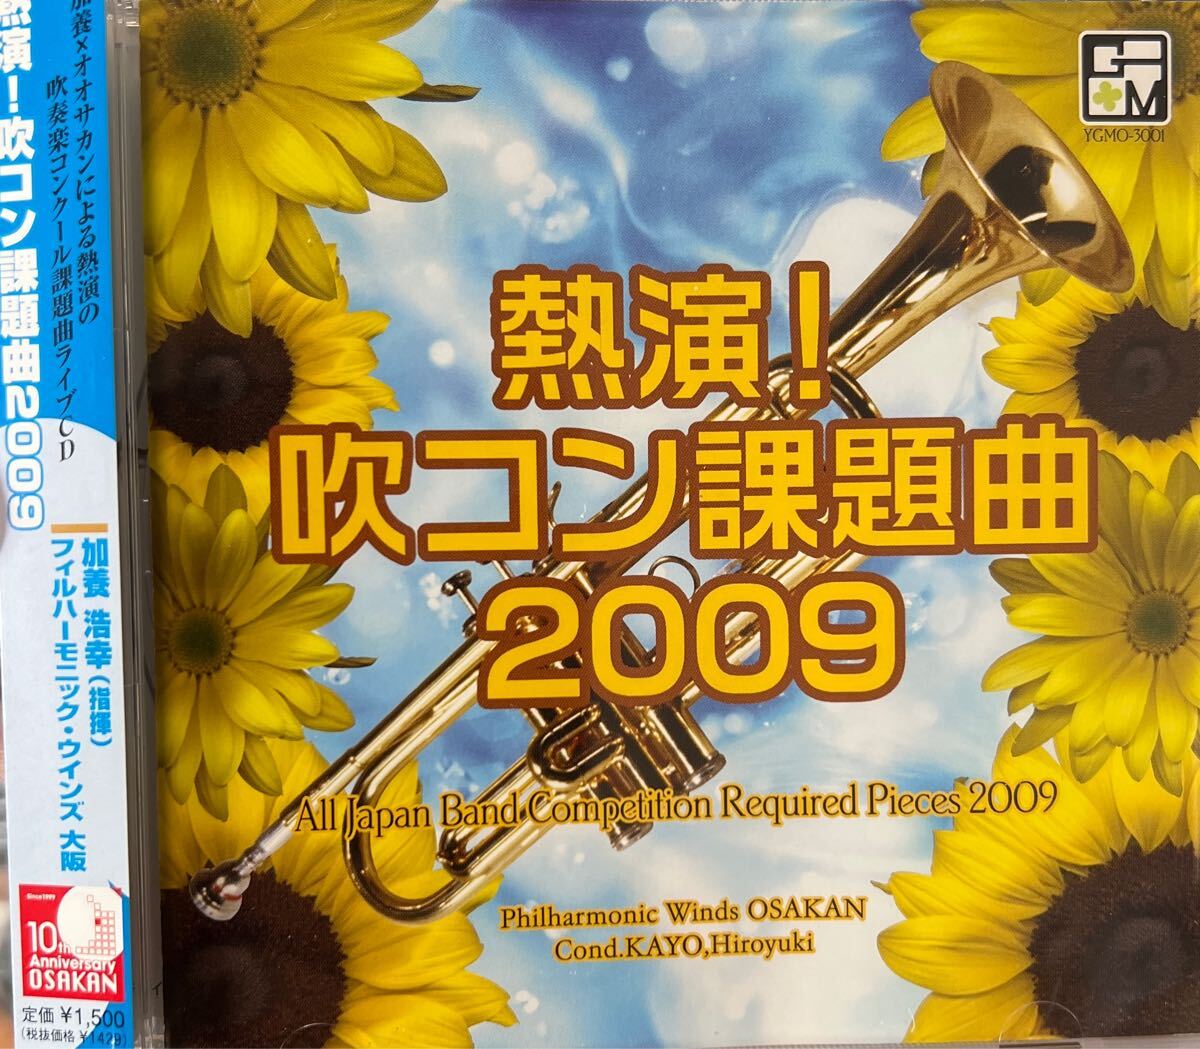 加養×オオサカンによる熱演の
吹奏楽コンクール課題曲ライブCD
熱演!吹コン課題曲2009
加養 浩幸(指揮)
フィルハーモニック・ウインズ 大阪
Since1999
10th
Anniversary
OSAKAN
定価 ¥1,500
(税抜価格 ¥1429)
GM
YGMO-3001
熱演!
吹コン課題曲
2009
All Japan Band Competition Required Pieces 2009
Philharmonic Winds OSAKAN
Cond.KAYO,Hiroyuki